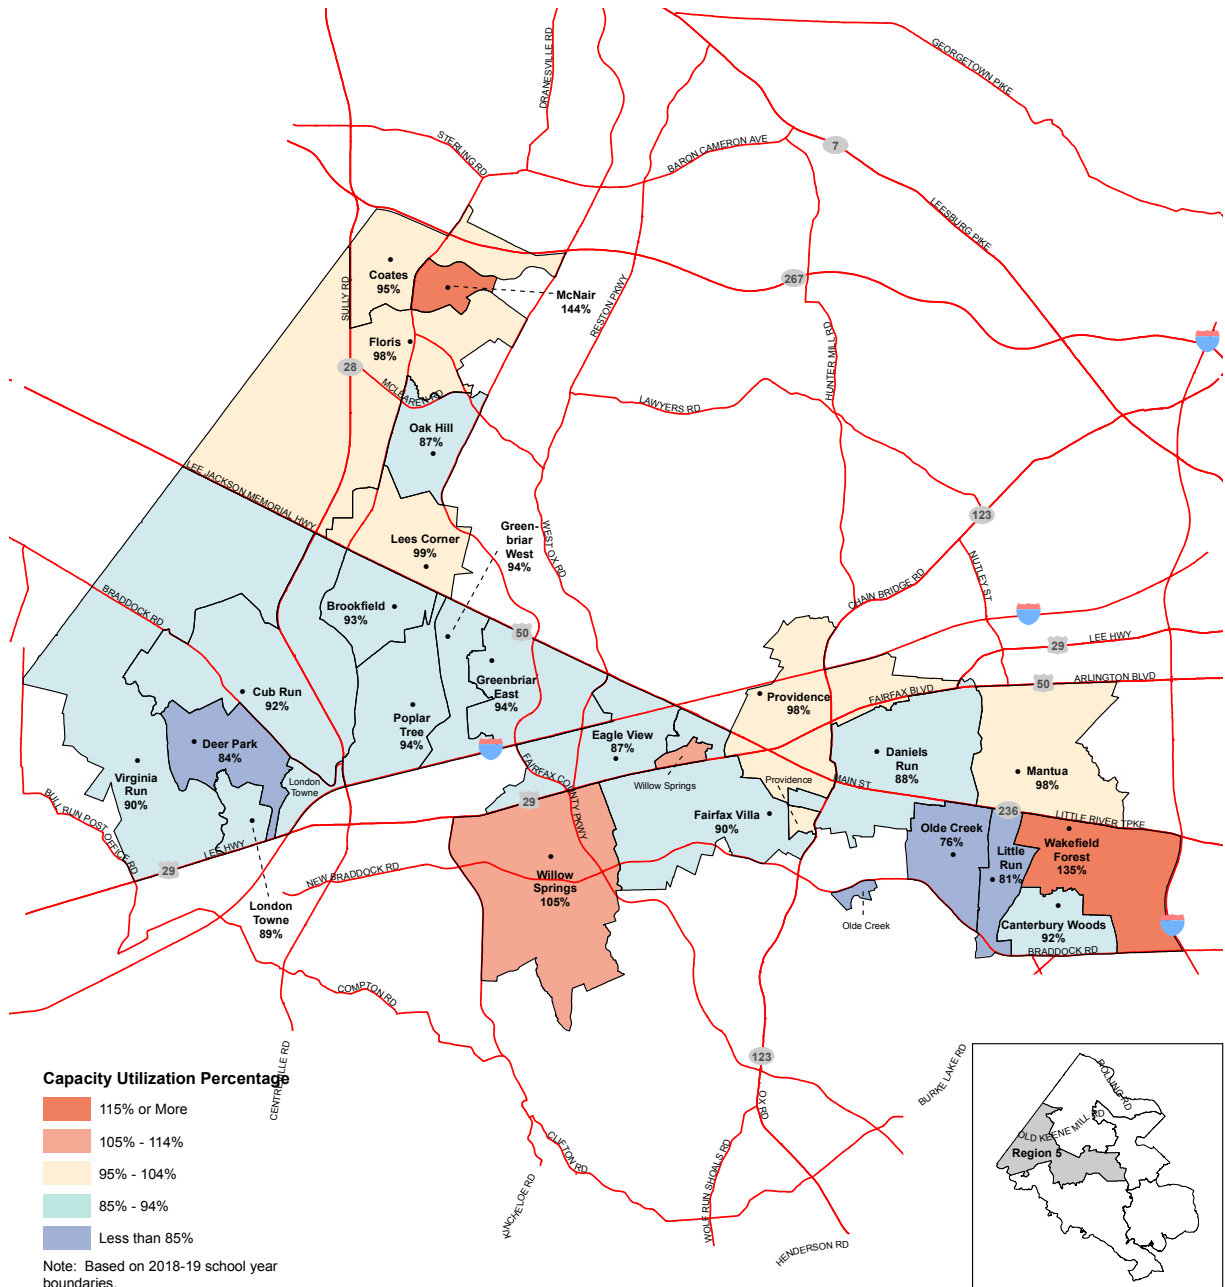 DRANESVILLE RD
GEORGETOWN PIKE
STERLING RD
BARON CAMERON AVE
7
LEESBURG PIKE
Coates
95%
McNair
144%
267
SULLY RD
RESTON PKWY
HUNTER MILL RD
Floris
98%
28
MCLEAREN RD
LAWYERS RD
Oak Hill
87%
LEE JACKSON MEMORIAL HWY
WEST OX RD
123
Green-
briar
West
94%
Lees Corner
99%
NUTLEY ST
CHAIN BRIDGE RD
BRADDOCK RD
Brookfield
93%
50
29
LEE HWY
Greenbriar
East
94%
Cub Run
92%
Providence
98%
FAIRFAX BLVD
50
ARLINGTON BLVD
Poplar
Tree
94%
Deer Park
84%
Eagle View
87%
Daniels
Run
88%
Virginia
Run
90%
London
Towne
FAIRFAX COUNTY PKWY
Willow Springs
Providence
MAIN ST
Mantua
98%
BULL RUN POST OFFICE RD
LEE HWY
29
29
Fairfax Villa
90%
236
LITTLE RIVER TPKE
Olde Creek
76%
Little
Run
81%
Wakefield
Forest
135%
NEW BRADDOCK RD
Willow
Springs
105%
London
Towne
89%
Olde Creek
Canterbury Woods
92%
BRADDOCK RD
COMPTON RD
123
CENTREVILLE RD
OX RD
BURKE LAKE RD
CLIFTON RD
KINCHELOE RD
WOLF RUN SHOALS RD
HENDERSON RD
Capacity Utilization Percentage
115% or More
105% - 114%
95% - 104%
85% - 94%
Less than 85%
Note: Based on 2018-19 school year
boundaries.
ROLLING RD
OLD KEENE MILL RD
Region 5